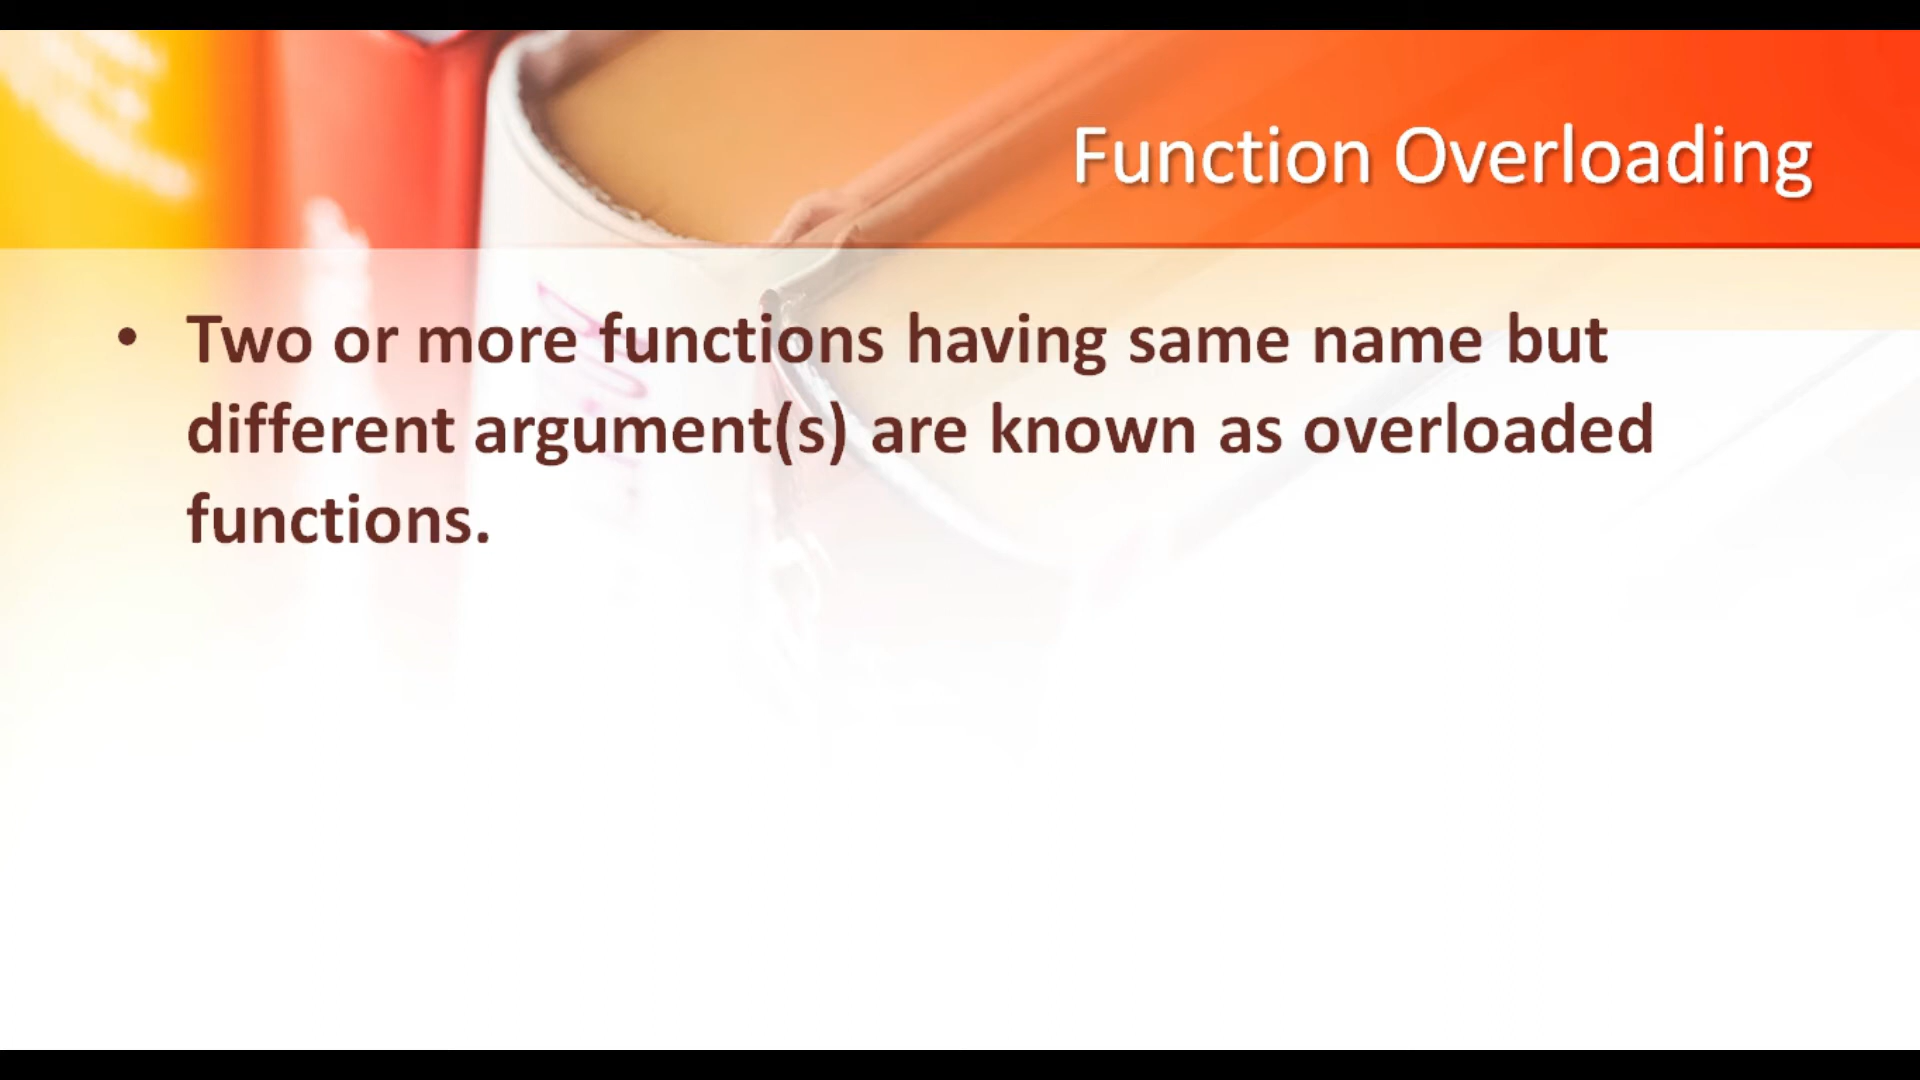 Function Overloading
• Two or more functions having same name but
different argument(s) are known as overloaded
functions.